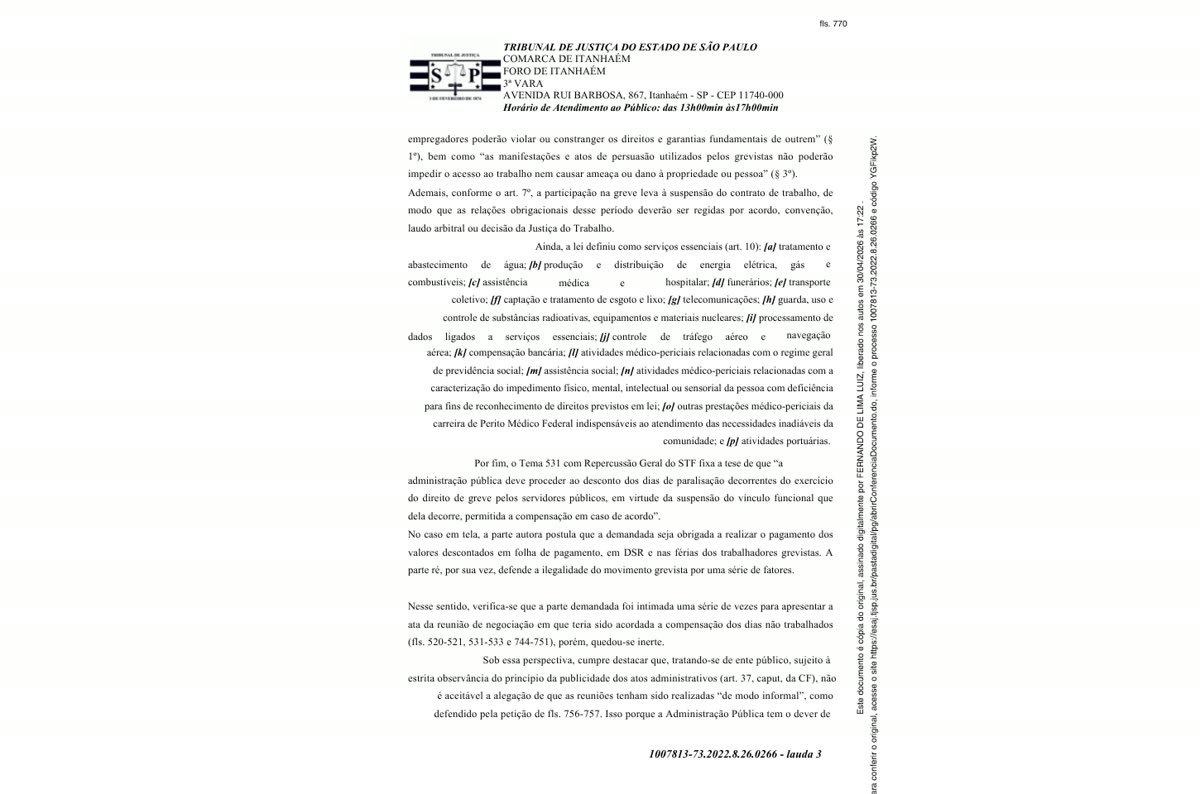 fls. 770
TRIBUNAL DE JUSTIÇA
S P
3 DE FEVEREIRO DE 1874
TRIBUNAL DE JUSTIÇA DO ESTADO DE SÃO PAULO
COMARCA DE ITANHAÉM
FORO DE ITANHAÉM
3ª VARA
AVENIDA RUI BARBOSA, 867, Itanhaém - SP - CEP 11740-000
Horário de Atendimento ao Público: das 13h00min às17h00min
empregadores poderão violar ou constranger os direitos e garantias fundamentais de outrem” (§
1º), bem como “as manifestações e atos de persuasão utilizados pelos grevistas não poderão
impedir o acesso ao trabalho nem causar ameaça ou dano à propriedade ou pessoa” (§ 3º).
Ademais, conforme o art. 7º, a participação na greve leva à suspensão do contrato de trabalho, de
modo que as relações obrigacionais desse período deverão ser regidas por acordo, convenção,
laudo arbitral ou decisão da Justiça do Trabalho.
Ainda, a lei definiu como serviços essenciais (art. 10): [a] tratamento e
abastecimento de água; [b] produção e distribuição de energia elétrica, gás e
combustíveis; [c] assistência médica e hospitalar; [d] funerários; [e] transporte
coletivo; [f] captação e tratamento de esgoto e lixo; [g] telecomunicações; [h] guarda, uso e
controle de substâncias radioativas, equipamentos e materiais nucleares; [i] processamento de
dados ligados a serviços essenciais; [j] controle de tráfego aéreo e navegação
aérea; [k] compensação bancária; [l] atividades médico-periciais relacionadas com o regime geral
de previdência social; [m] assistência social; [n] atividades médico-periciais relacionadas com a
caracterização do impedimento físico, mental, intelectual ou sensorial da pessoa com deficiência
para fins de reconhecimento de direitos previstos em lei; [o] outras prestações médico-periciais da
carreira de Perito Médico Federal indispensáveis ao atendimento das necessidades inadiáveis da
comunidade; e [p] atividades portuárias.
Por fim, o Tema 531 com Repercussão Geral do STF fixa a tese de que “a
administração pública deve proceder ao desconto dos dias de paralisação decorrentes do exercício
do direito de greve pelos servidores públicos, em virtude da suspensão do vínculo funcional que
dela decorre, permitida a compensação em caso de acordo”.
No caso em tela, a parte autora postula que a demandada seja obrigada a realizar o pagamento dos
valores descontados em folha de pagamento, em DSR e nas férias dos trabalhadores grevistas. A
parte ré, por sua vez, defende a ilegalidade do movimento grevista por uma série de fatores.
Nesse sentido, verifica-se que a parte demandada foi intimada uma série de vezes para apresentar a
ata da reunião de negociação em que teria sido acordada a compensação dos dias não trabalhados
(fls. 520-521, 531-533 e 744-751), porém, quedou-se inerte.
Sob essa perspectiva, cumpre destacar que, tratando-se de ente público, sujeito à
estrita observância do princípio da publicidade dos atos administrativos (art. 37, caput, da CF), não
é aceitável a alegação de que as reuniões tenham sido realizadas “de modo informal”, como
defendido pela petição de fls. 756-757. Isso porque a Administração Pública tem o dever de
1007813-73.2022.8.26.0266 - lauda 3
Este documento é cópia do original, assinado digitalmente por FERNANDO DE LIMA LUIZ, liberado nos autos em 30/04/2026 às 17:22 .
ara conferir o original, acesse o site https://esaj.tjsp.jus.br/pastadigital/pg/abrirConferenciaDocumento.do, informe o processo 1007813-73.2022.8.26.0266 e código YGFikp2W.